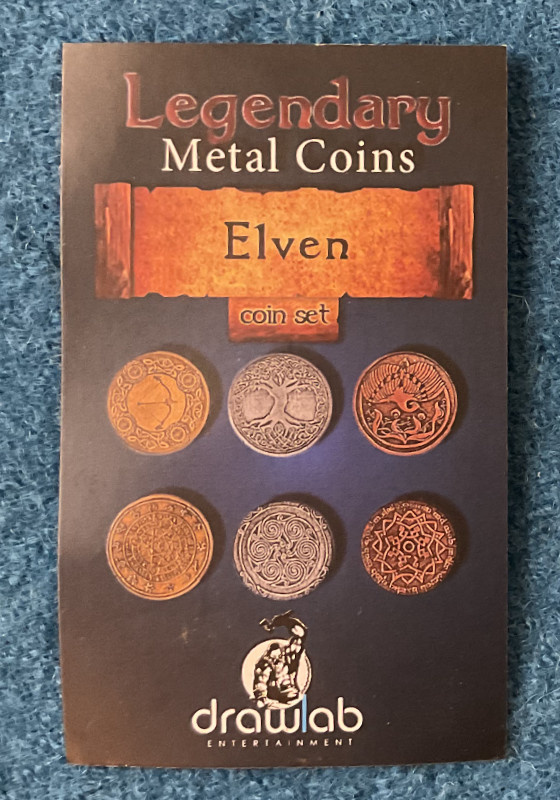 Legendary
Metal Coins
Elven
coin set
drawlab
ENTERTAINMENT